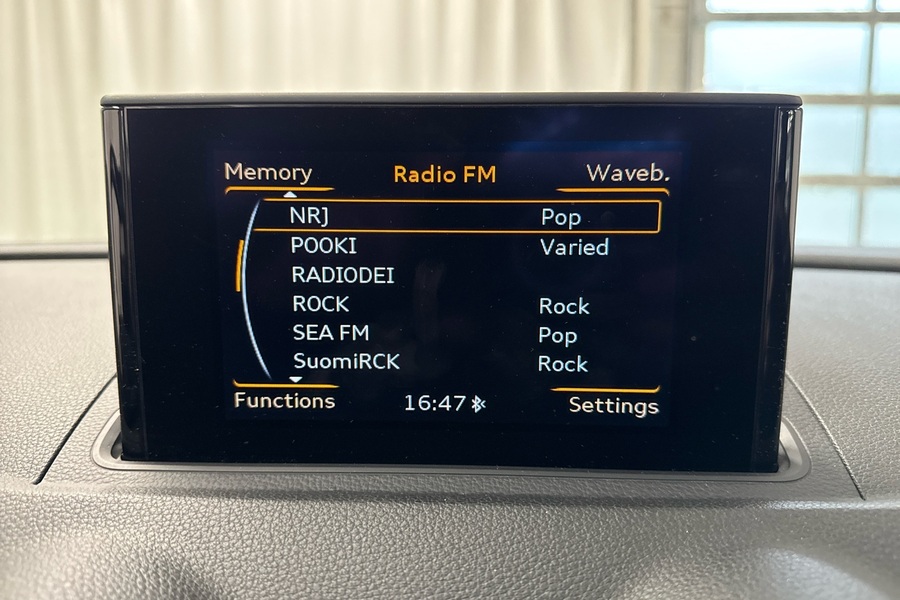 Memory Radio FM Waveb.
NRJ Pop
POOKI Varied
RADIODEI
ROCK Rock
SEA FM Pop
SuomiRCK Rock
Functions 16:47 Settings